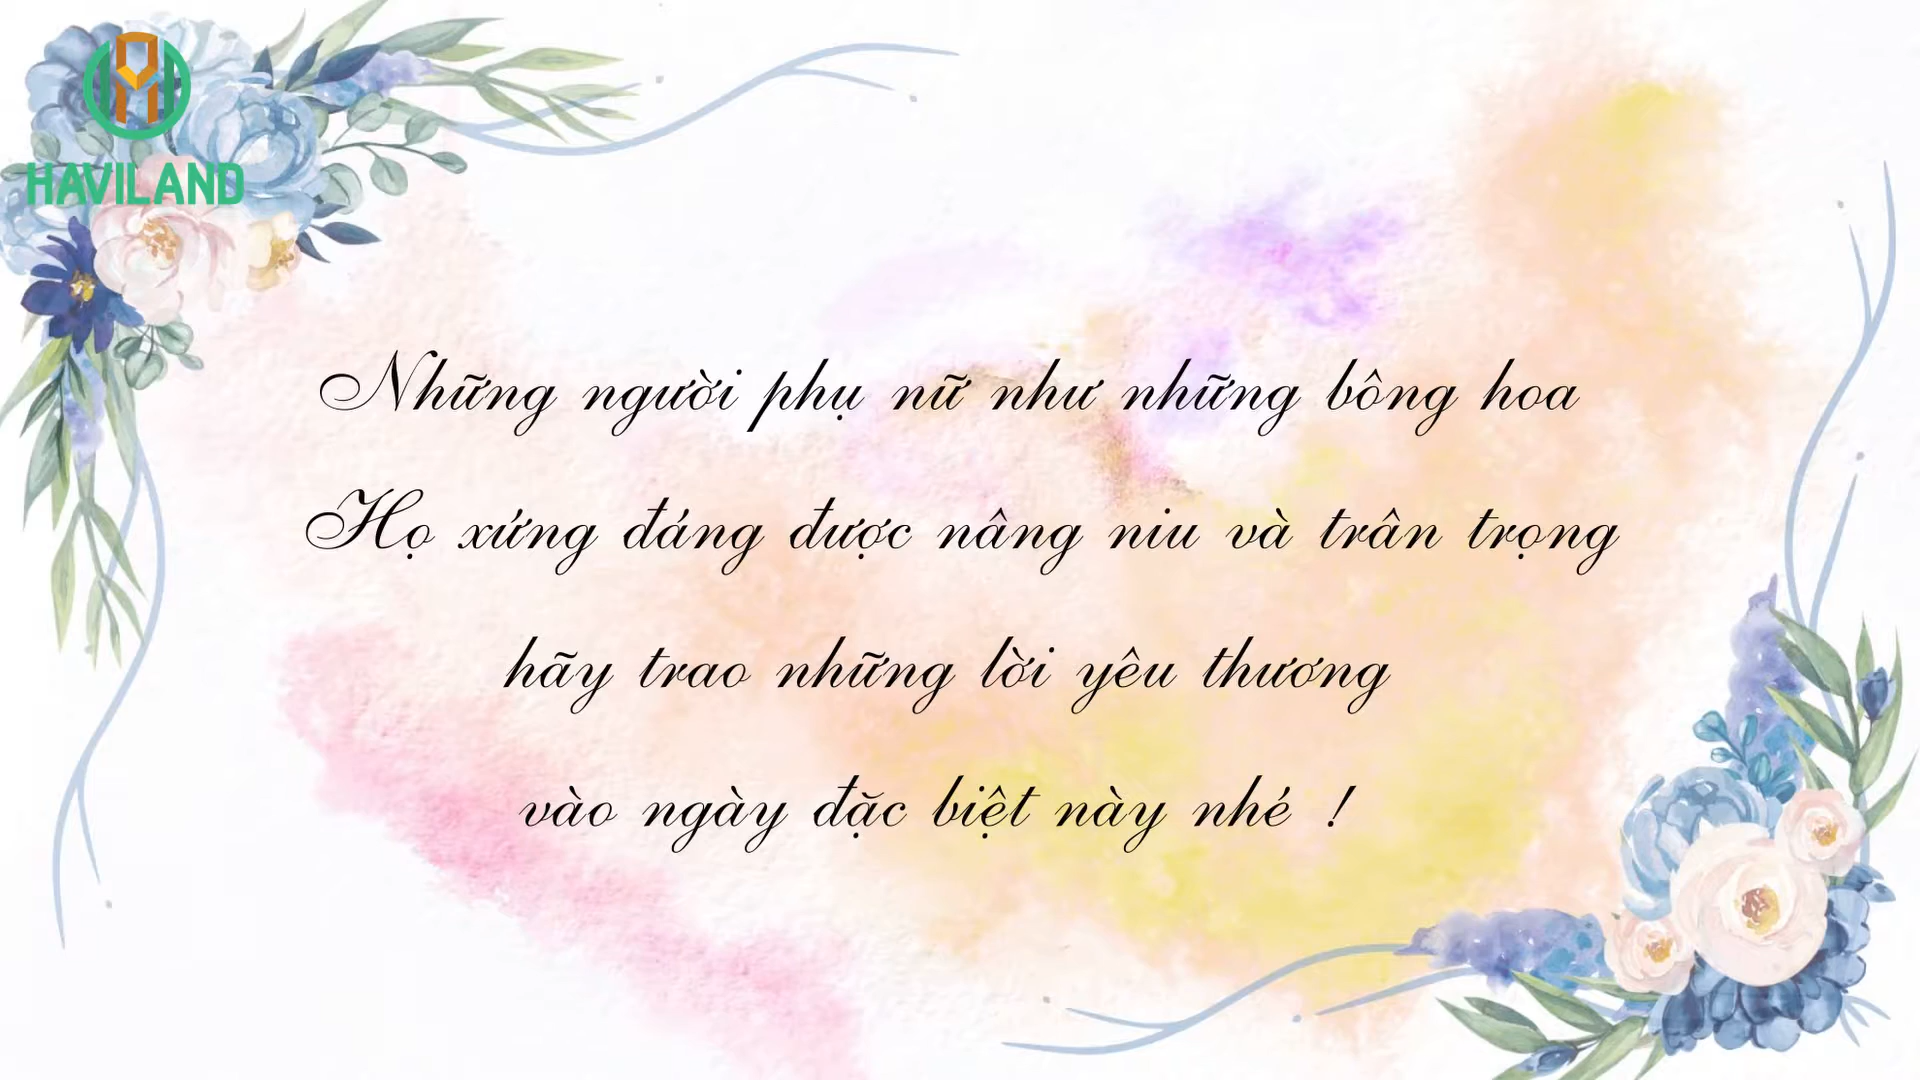 HAVILAND
Những người phụ nữ như những bông hoa
Họ xứng đáng được nâng niu và trân trọng
hãy trao những lời yêu thương
vào ngày đặc biệt này nhé !